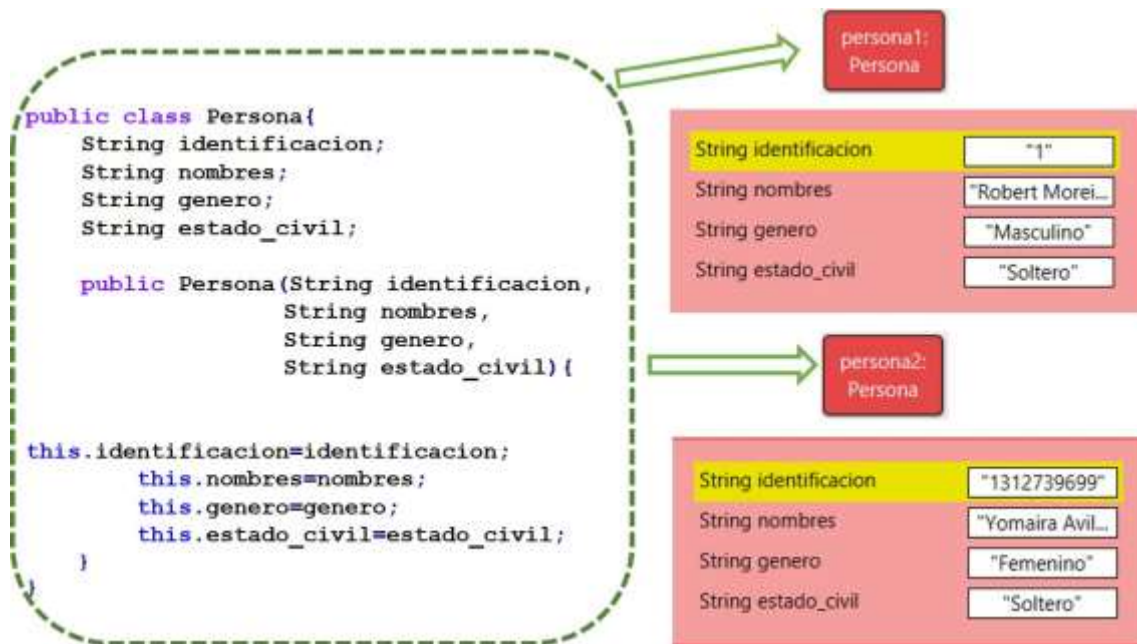 public class Persona{
String identificacion;
String nombres;
String genero;
String estado_civil;
public Persona(String identificacion,
String nombres,
String genero,
String estado_civil){
this.identificacion=identificacion;
this.nombres=nombres;
this.genero=genero;
this.estado_civil=estado_civil;
}
}
persona1:
Persona
String identificacion "1"
String nombres "Robert Morei...
String genero "Masculino"
String estado_civil "Soltero"
persona2:
Persona
String identificacion "1312739699"
String nombres "Yomaira Avil...
String genero "Femenino"
String estado_civil "Soltero"